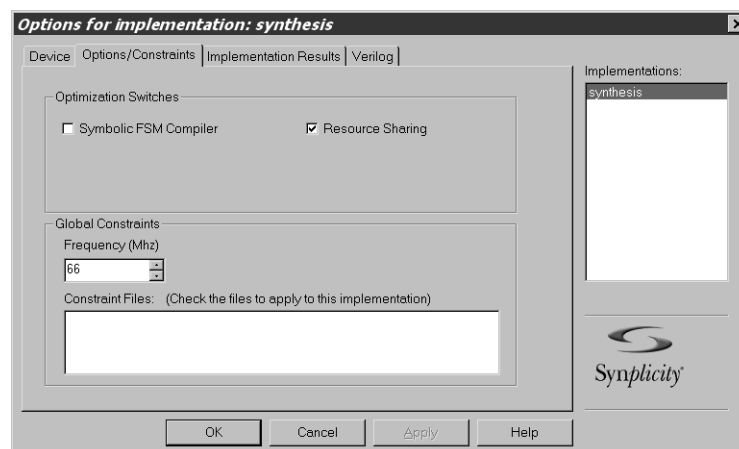 Options for implementation: synthesis
Device Options/Constraints Implementation Results Verilog
Implementations:
synthesis
Optimization Switches
Symbolic FSM Compiler Resource Sharing
Global Constraints
Frequency (Mhz)
66
Constraint Files: (Check the files to apply to this implementation)
Synplicity®
OK Cancel Apply Help